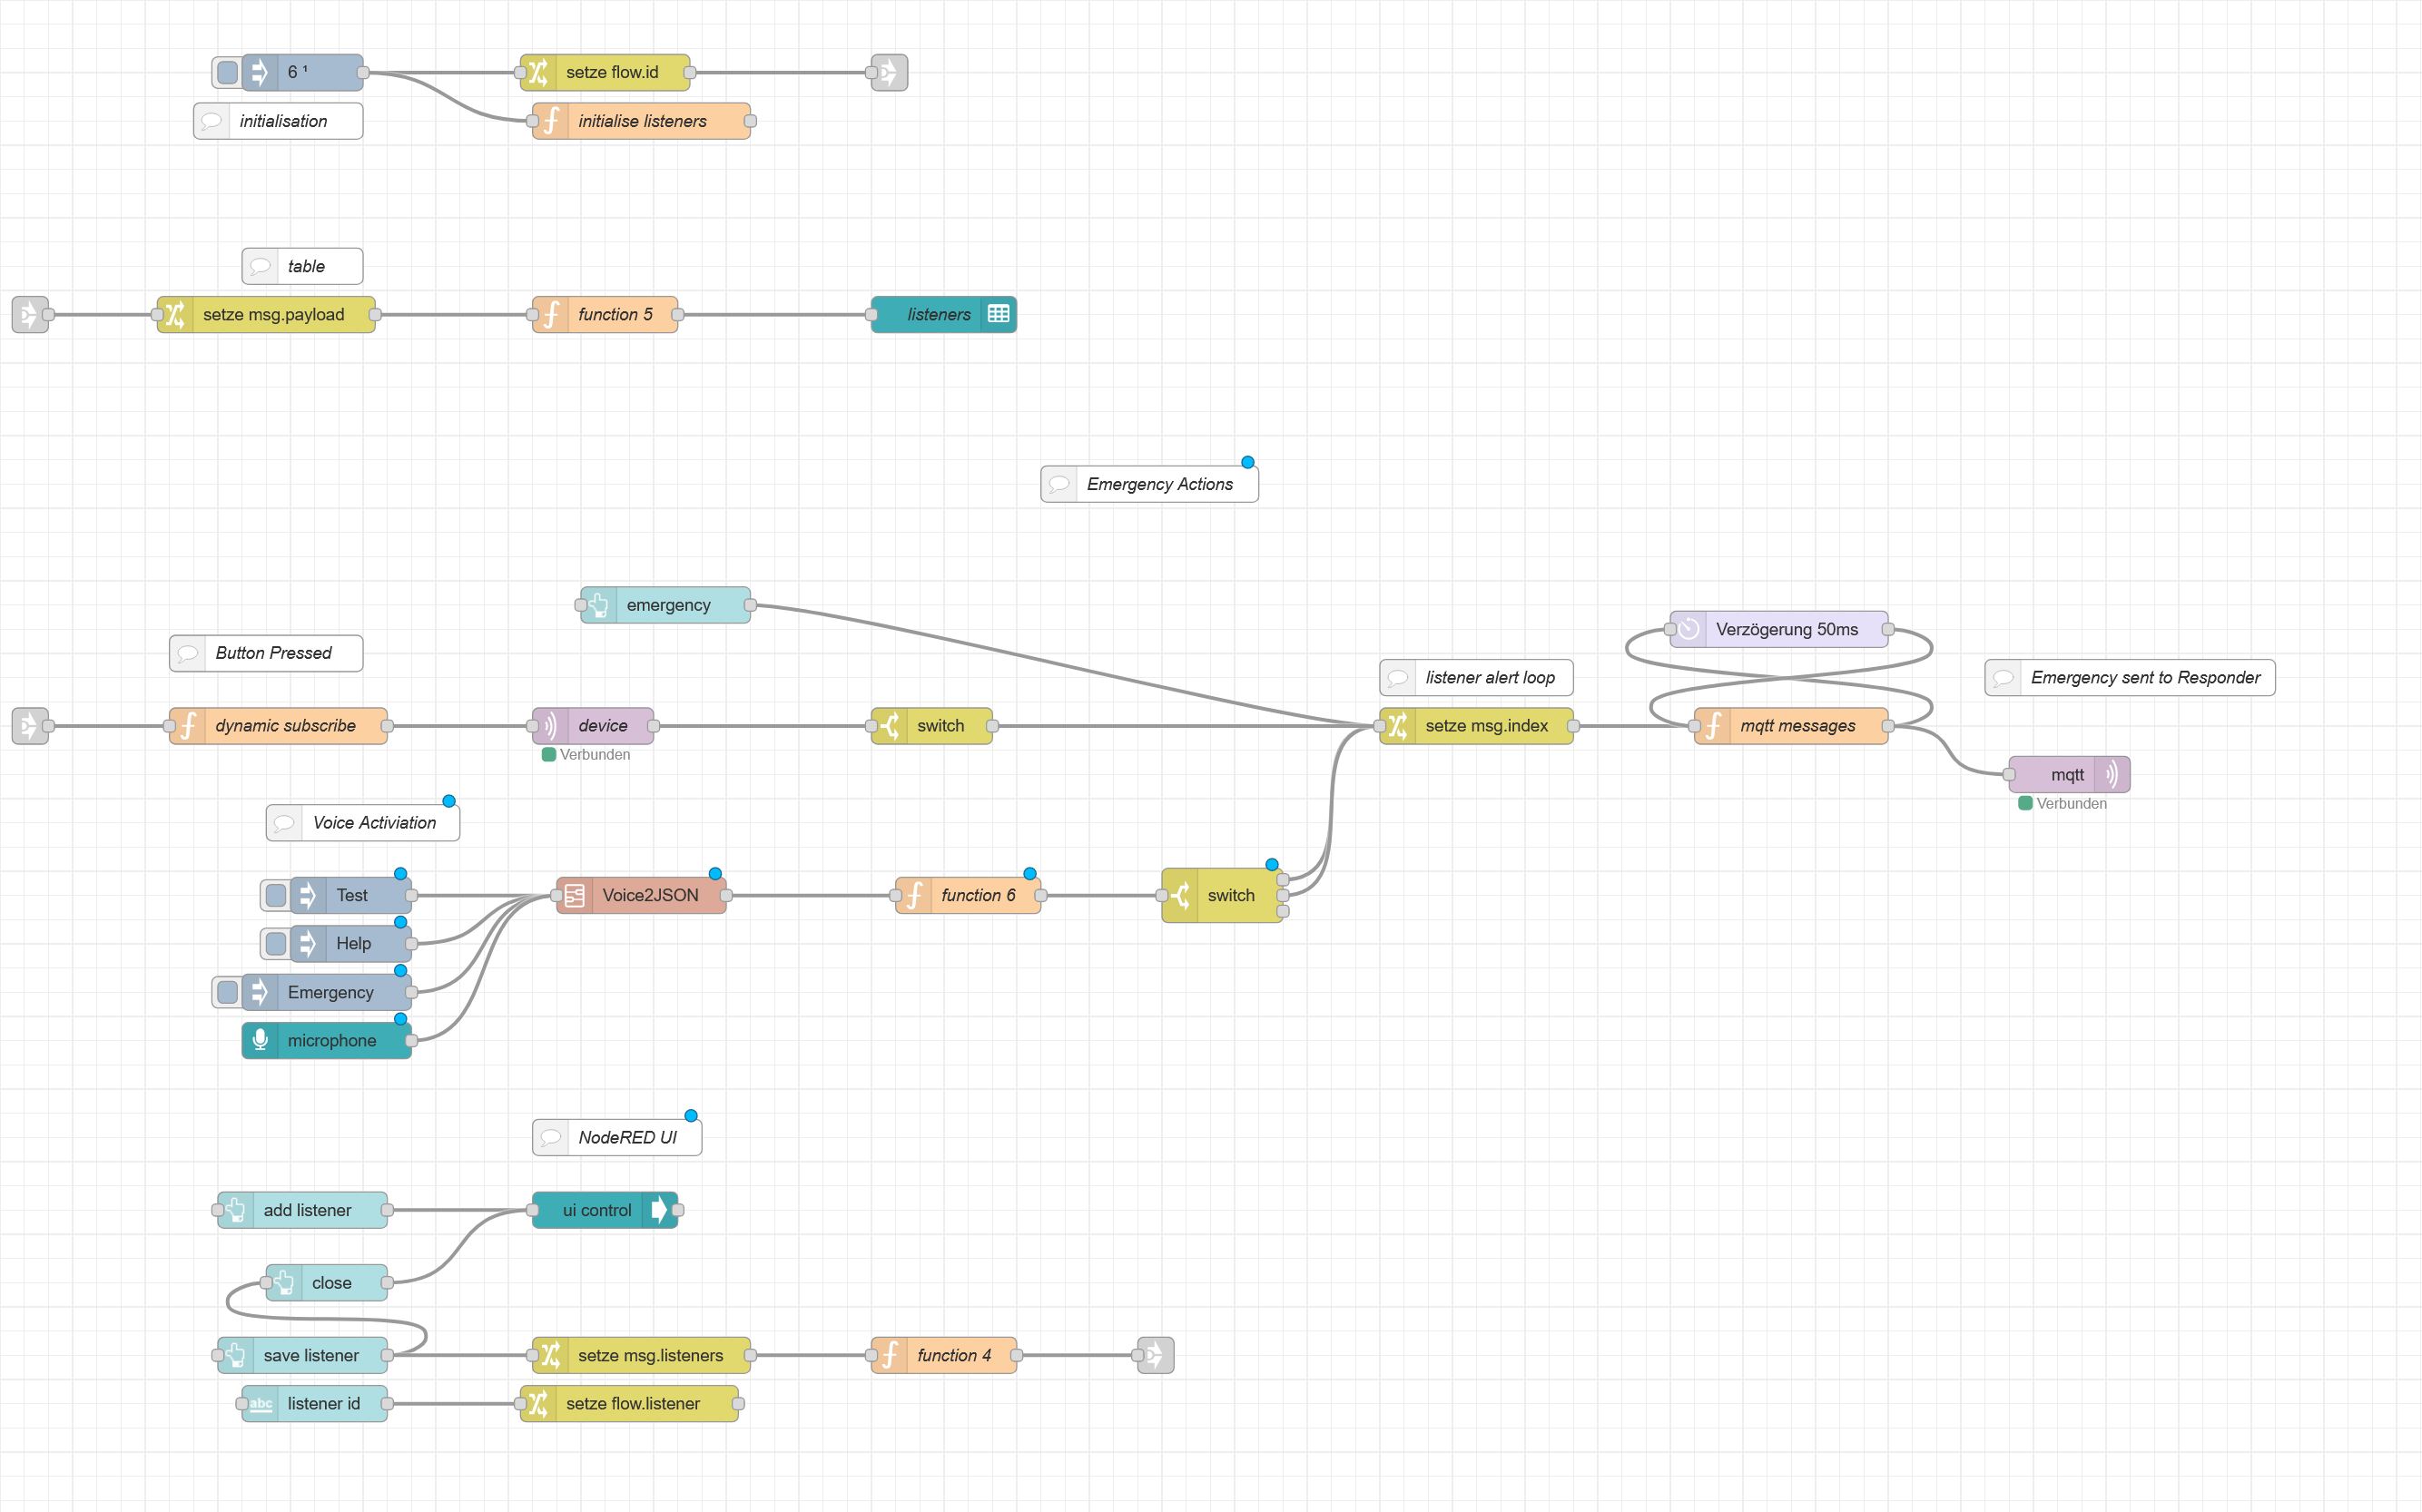 6 ¹
setze flow.id
initialisation
initialise listeners
table
setze msg.payload
function 5
listeners
Emergency Actions
emergency
Verzögerung 50ms
Button Pressed
listener alert loop
Emergency sent to Responder
dynamic subscribe
device
switch
setze msg.index
mqtt messages
Verbunden
mqtt
Verbunden
Voice Activiation
Test
Voice2JSON
function 6
switch
Help
Emergency
microphone
NodeRED UI
add listener
ui control
close
save listener
setze msg.listeners
function 4
abc
listener id
setze flow.listener